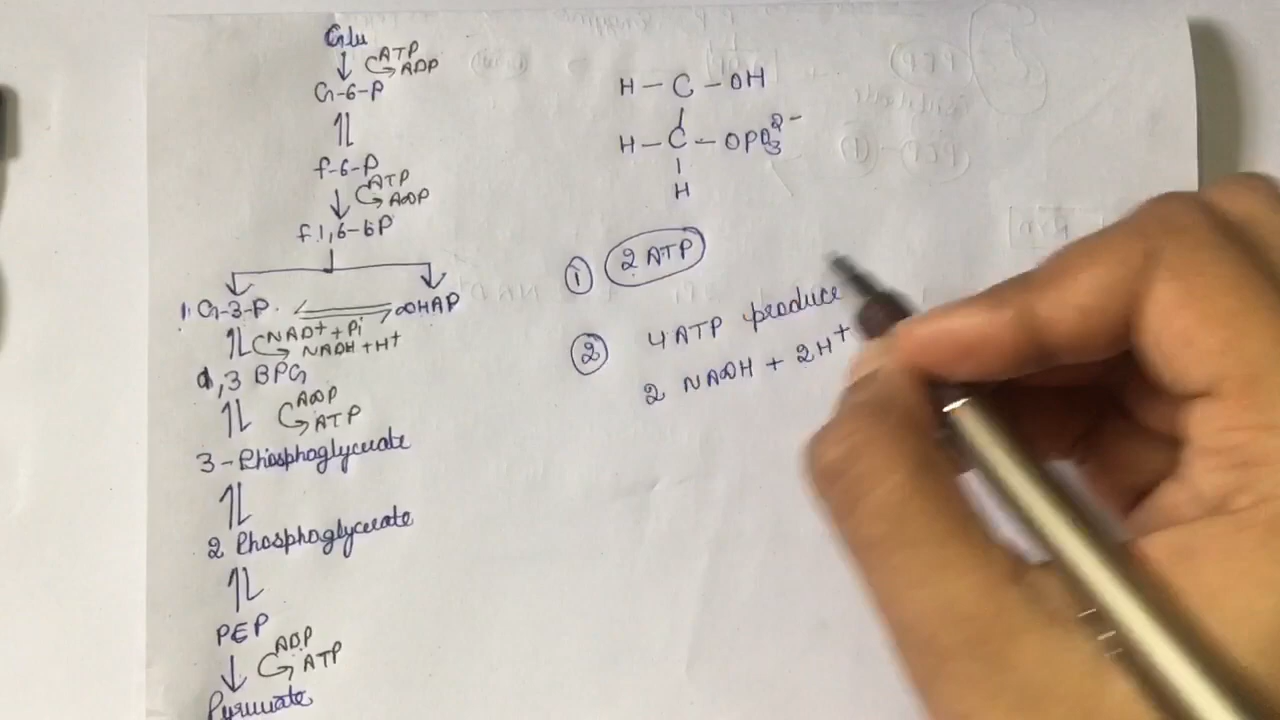 Glu
ATP
ADP
G-6-P
f-6-P
ATP
ADP
f.1,6-BP
1. G-3-P. DHAP
NAD⁺ + Pi
NADH + H⁺
1,3 BPG
ADP
ATP
3-Phosphoglycerate
2 Phosphoglycerate
PEP
ADP
ATP
Pyruvate
H - C - OH
H - C - OPO₃²⁻
H
① 2 ATP
② 4 ATP produce
2 NADH + 2H⁺